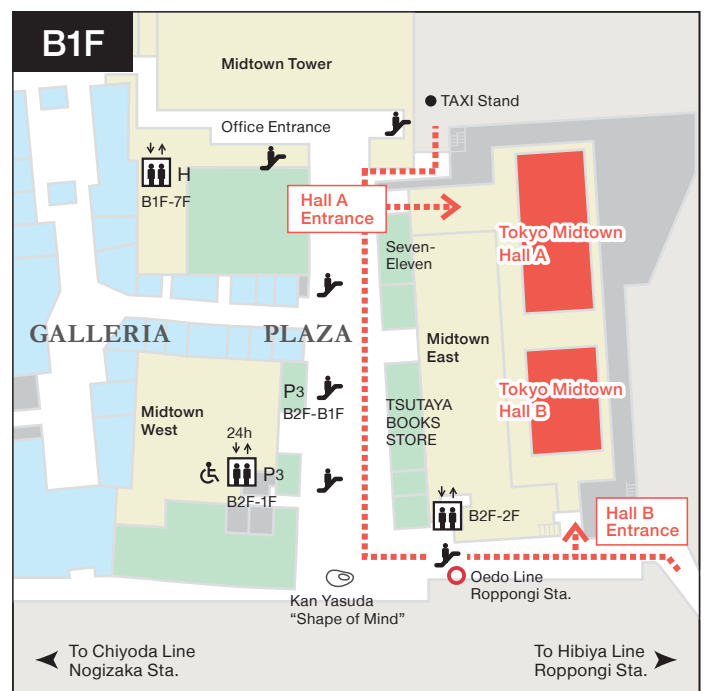 B1F
Midtown Tower
TAXI Stand
Office Entrance
H
B1F-7F
Hall A
Entrance
Tokyo Midtown
Hall A
Seven-
Eleven
GALLERIA
PLAZA
Midtown
East
Tokyo Midtown
Hall B
P3
B2F-B1F
TSUTAYA
BOOKS
STORE
Midtown
West
24h
P3
B2F-1F
B2F-2F
Hall B
Entrance
Oedo Line
Roppongi Sta.
Kan Yasuda
“Shape of Mind”
To Chiyoda Line
Nogizaka Sta.
To Hibiya Line
Roppongi Sta.